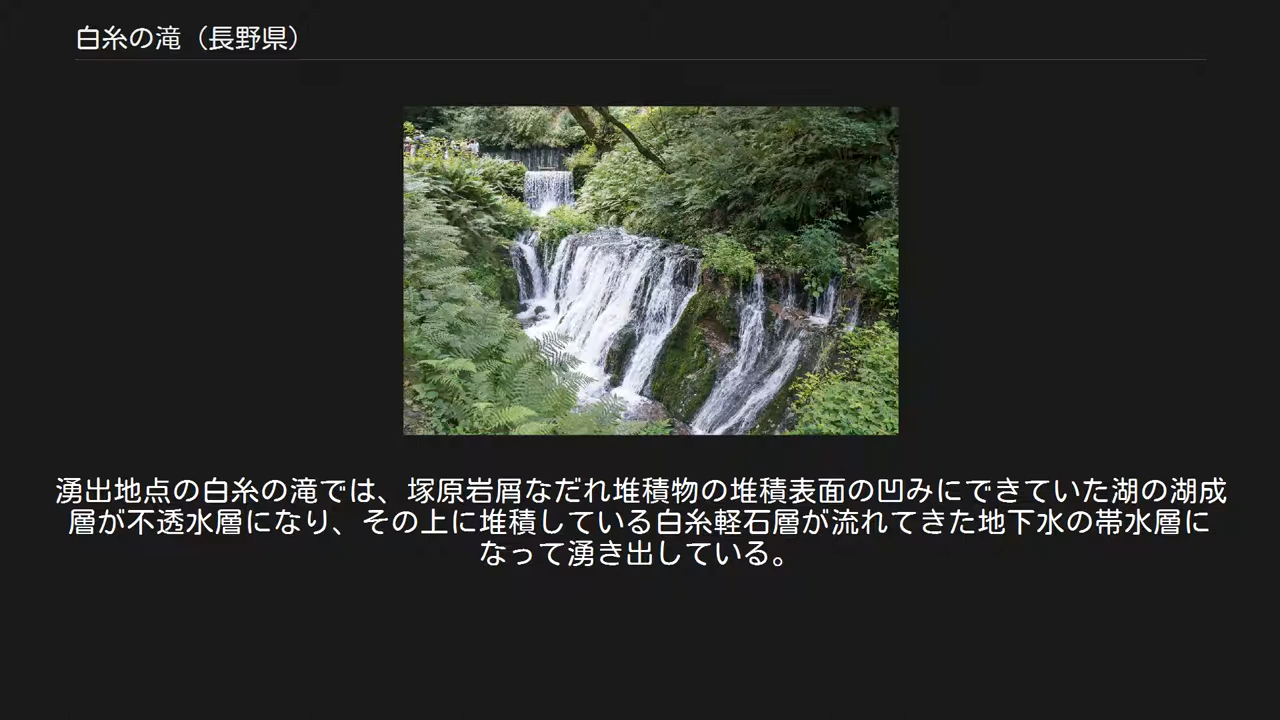 白糸の滝（長野県）
湧出地点の白糸の滝では、塚原岩屑なだれ堆積物の堆積表面の凹みにできていた湖の湖成
層が不透水層になり、その上に堆積している白糸軽石層が流れてきた地下水の帯水層に
なって湧き出している。